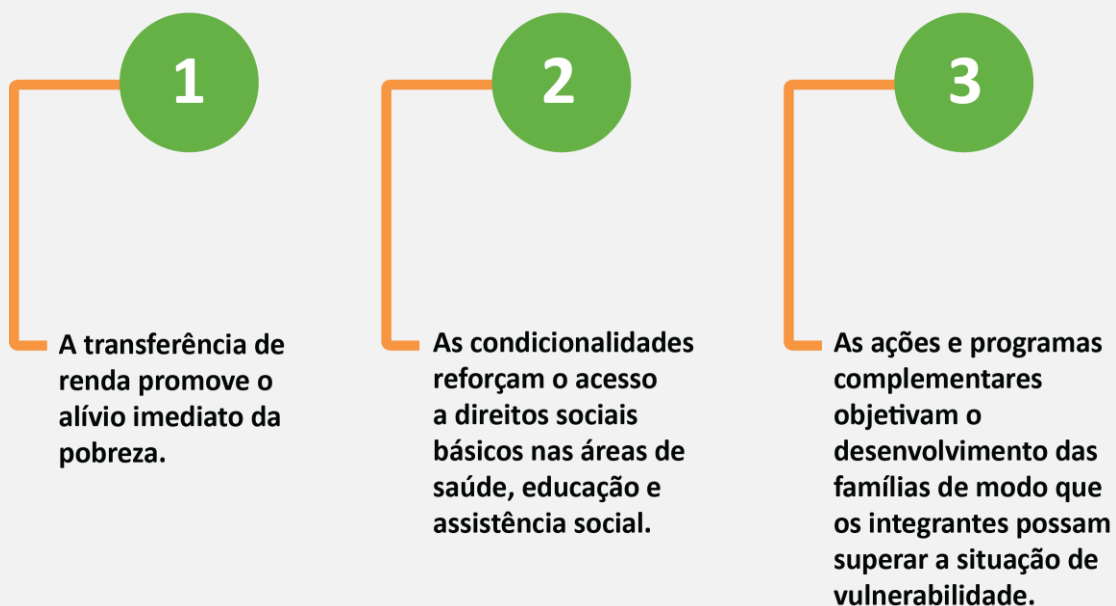 1
A transferência de
renda promove o
alívio imediato da
pobreza.
2
As condicionalidades
reforçam o acesso
a direitos sociais
básicos nas áreas de
saúde, educação e
assistência social.
3
As ações e programas
complementares
objetivam o
desenvolvimento das
famílias de modo que
os integrantes possam
superar a situação de
vulnerabilidade.